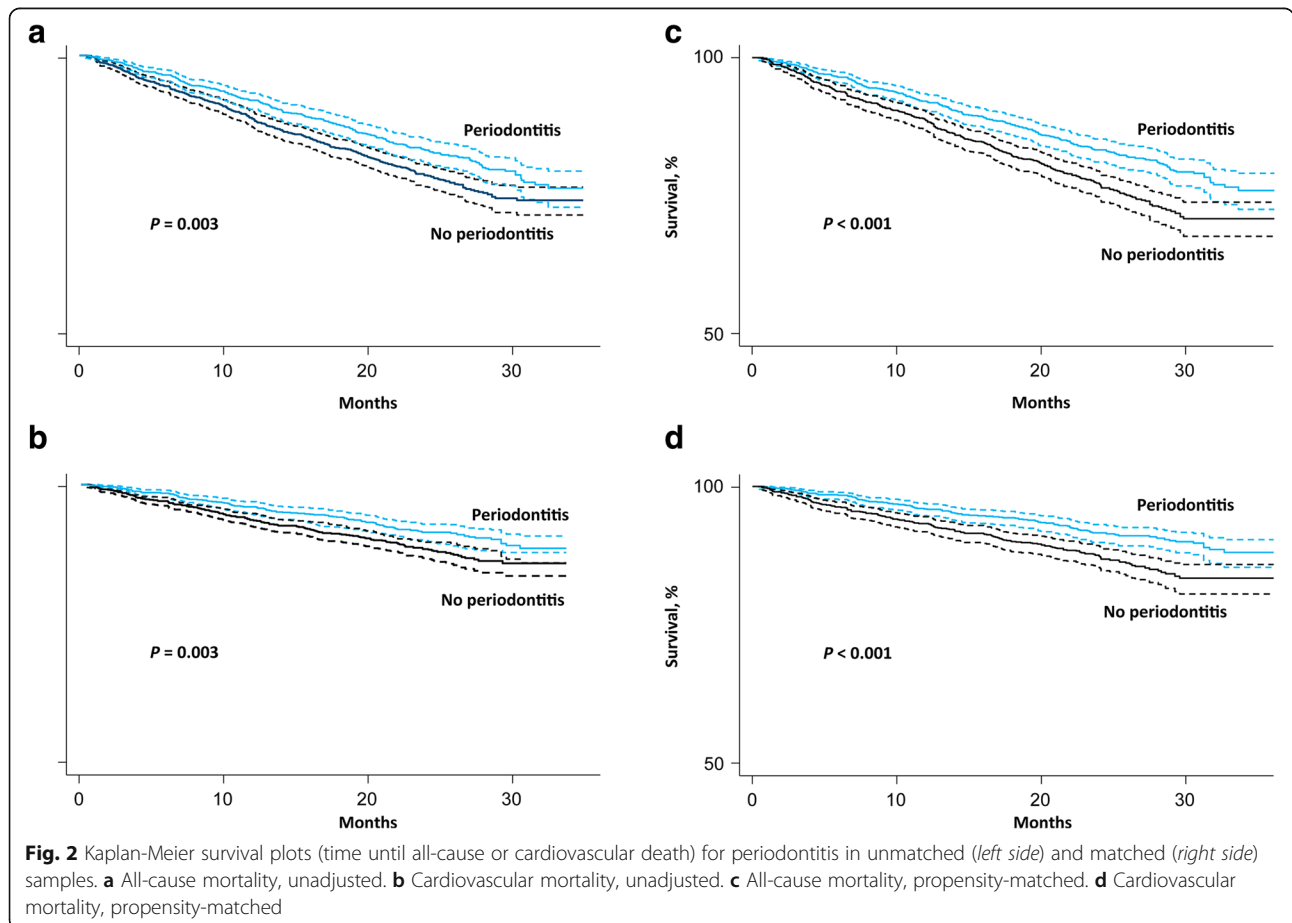 a
Periodontitis
P = 0.003
No periodontitis
0 10 20 30
Months
c
100
Survival, %
50
Periodontitis
P < 0.001
No periodontitis
0 10 20 30
Months
b
Periodontitis
No periodontitis
P = 0.003
0 10 20 30
Months
d
100
Survival, %
50
Periodontitis
No periodontitis
P < 0.001
0 10 20 30
Months
Fig. 2 Kaplan-Meier survival plots (time until all-cause or cardiovascular death) for periodontitis in unmatched (left side) and matched (right side)
samples. a All-cause mortality, unadjusted. b Cardiovascular mortality, unadjusted. c All-cause mortality, propensity-matched. d Cardiovascular
mortality, propensity-matched